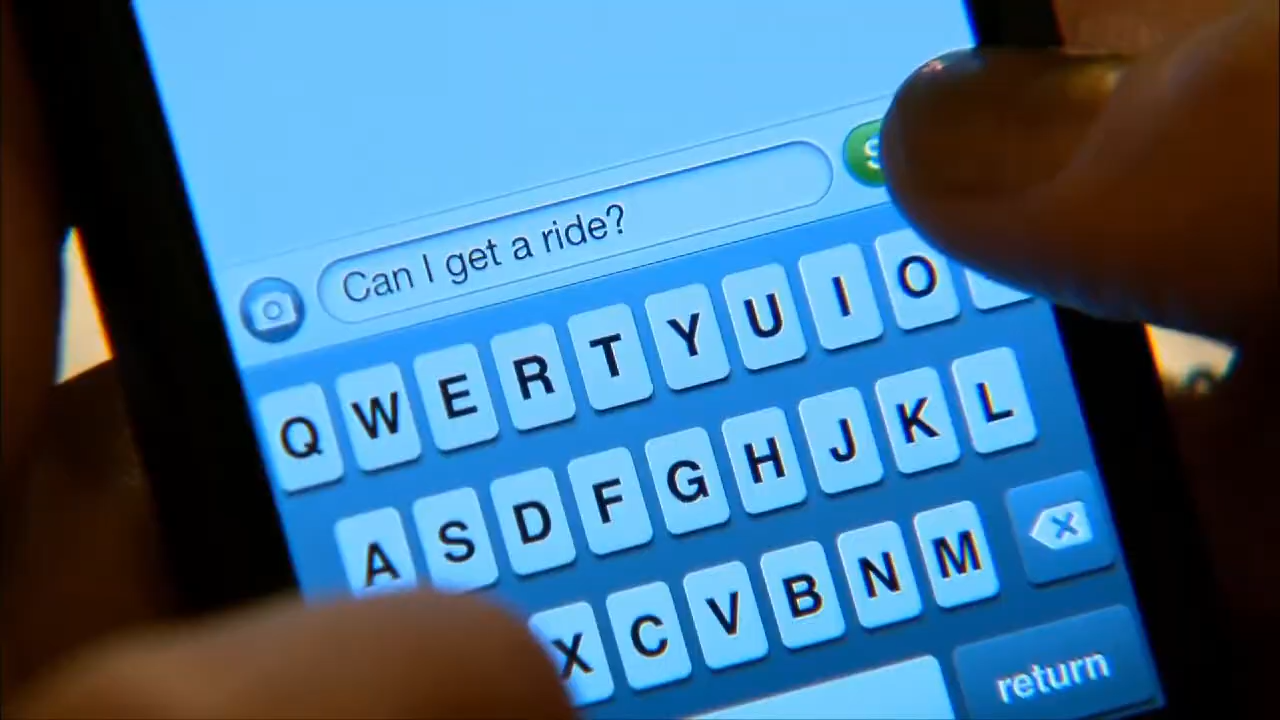 Can I get a ride?
Q W E R T Y U I O
A S D F G H J K L
X C V B N M
return